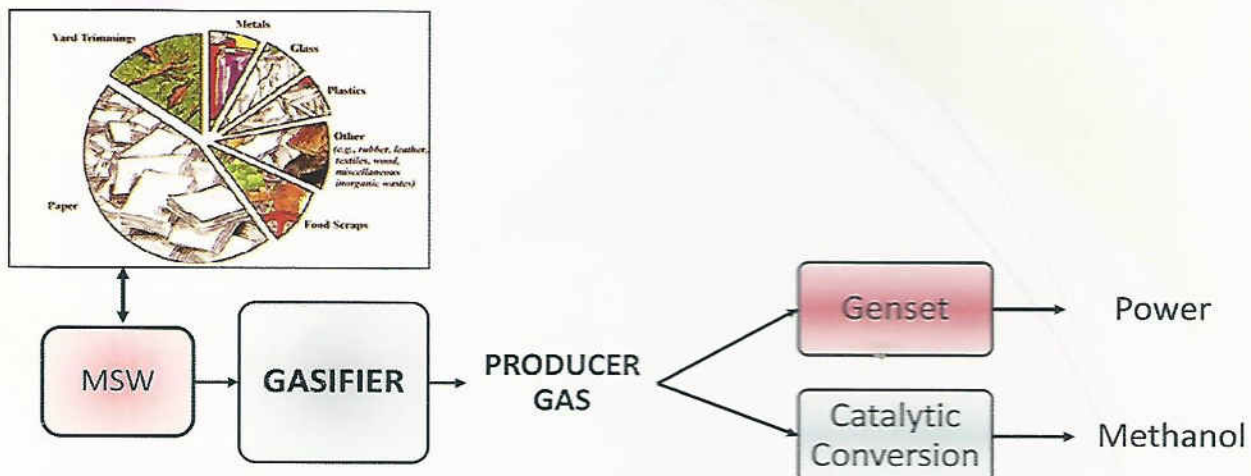 Metals
Yard Trimmings
Glass
Plastics
Other
(e.g., rubber, leather,
textiles, wood,
miscellaneous
inorganic wastes)
Paper
Food Scraps
MSW
GASIFIER
PRODUCER
GAS
Genset
Power
Catalytic
Conversion
Methanol